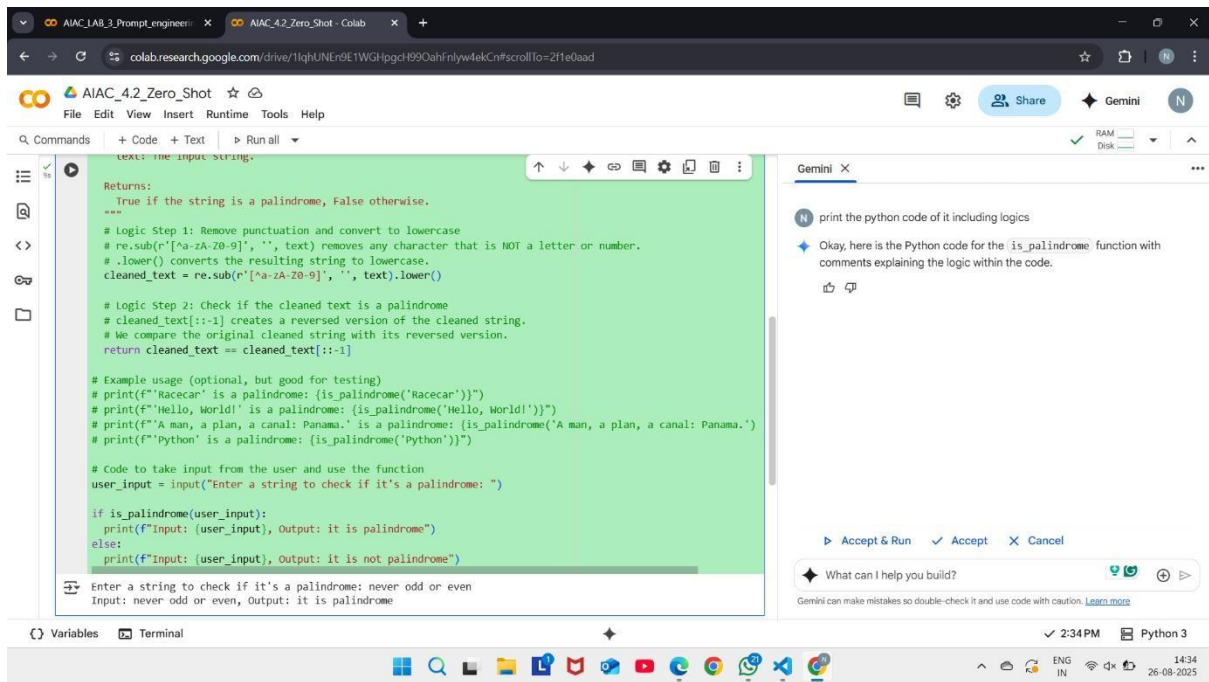 AIAC_LAB_3_Prompt_engineerin
AIAC_4.2_Zero_Shot - Colab
colab.research.google.com/drive/1IqhUNEn9E1WGHpgcH99OahFnlyw4ekCn#scrollTo=2f1e0aad
N
CO
AIAC_4.2_Zero_Shot
File Edit View Insert Runtime Tools Help
Share
Gemini
N
Commands + Code + Text Run all
RAM
Disk
9s
text: The input string.
Returns:
True if the string is a palindrome, False otherwise.
"""
# Logic Step 1: Remove punctuation and convert to lowercase
# re.sub(r'[^a-zA-Z0-9]', '', text) removes any character that is NOT a letter or number.
# .lower() converts the resulting string to lowercase.
cleaned_text = re.sub(r'[^a-zA-Z0-9]', '', text).lower()
# Logic Step 2: Check if the cleaned text is a palindrome
# cleaned_text[::-1] creates a reversed version of the cleaned string.
# We compare the original cleaned string with its reversed version.
return cleaned_text == cleaned_text[::-1]
# Example usage (optional, but good for testing)
# print(f"'Racecar' is a palindrome: {is_palindrome('Racecar')}")
# print(f"'Hello, World!' is a palindrome: {is_palindrome('Hello, World!')}")
# print(f"'A man, a plan, a canal: Panama.' is a palindrome: {is_palindrome('A man, a plan, a canal: Panama.')
# print(f"'Python' is a palindrome: {is_palindrome('Python')}")
# Code to take input from the user and use the function
user_input = input("Enter a string to check if it's a palindrome: ")
if is_palindrome(user_input):
print(f"Input: {user_input}, Output: it is palindrome")
else:
print(f"Input: {user_input}, Output: it is not palindrome")
Enter a string to check if it's a palindrome: never odd or even
Input: never odd or even, Output: it is palindrome
Gemini
N
print the python code of it including logics
Okay, here is the Python code for the is_palindrome function with
comments explaining the logic within the code.
Accept & Run Accept Cancel
What can I help you build?
Gemini can make mistakes so double-check it and use code with caution. Learn more
{} Variables Terminal
2:34 PM Python 3
21
ENG
IN
14:34
26-08-2025